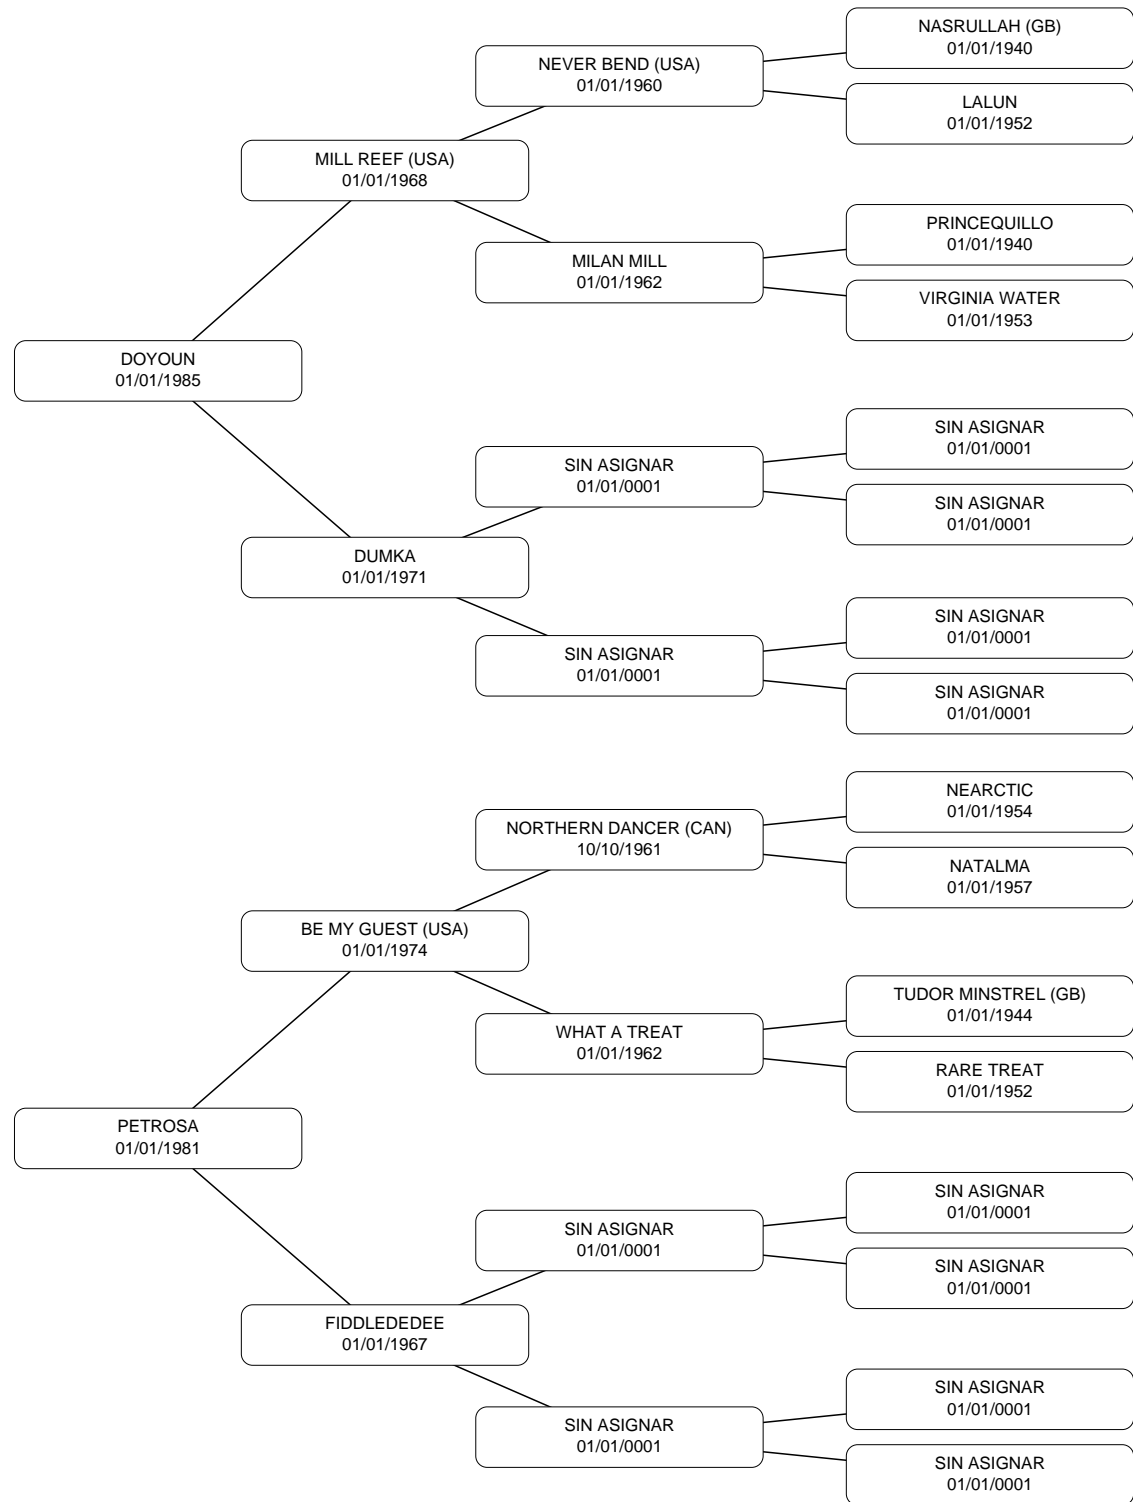 NASRULLAH (GB)
01/01/1940
NEVER BEND (USA)
01/01/1960
LALUN
01/01/1952
MILL REEF (USA)
01/01/1968
PRINCEQUILLO
01/01/1940
MILAN MILL
01/01/1962
VIRGINIA WATER
01/01/1953
DOYOUN
01/01/1985
SIN ASIGNAR
01/01/0001
SIN ASIGNAR
01/01/0001
SIN ASIGNAR
01/01/0001
DUMKA
01/01/1971
SIN ASIGNAR
01/01/0001
SIN ASIGNAR
01/01/0001
SIN ASIGNAR
01/01/0001
NEARCTIC
01/01/1954
NORTHERN DANCER (CAN)
10/10/1961
NATALMA
01/01/1957
BE MY GUEST (USA)
01/01/1974
TUDOR MINSTREL (GB)
01/01/1944
WHAT A TREAT
01/01/1962
RARE TREAT
01/01/1952
PETROSA
01/01/1981
SIN ASIGNAR
01/01/0001
SIN ASIGNAR
01/01/0001
SIN ASIGNAR
01/01/0001
FIDDLEDEDEE
01/01/1967
SIN ASIGNAR
01/01/0001
SIN ASIGNAR
01/01/0001
SIN ASIGNAR
01/01/0001